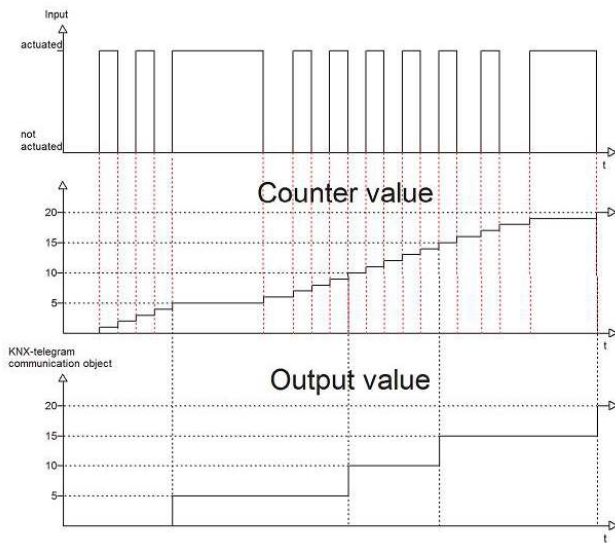 Input
actuated
not
actuated
t
Counter value
20
15
10
5
t
KNX-telegram
communication object
Output value
20
15
10
5
t